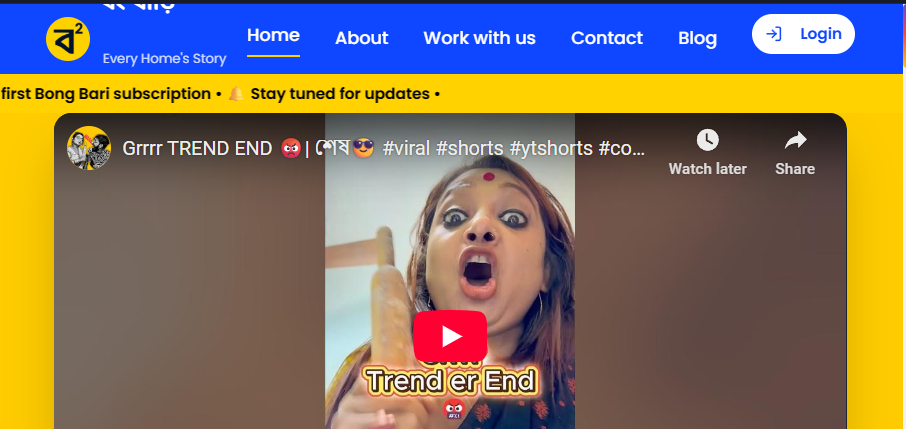 বং বাড়ি
ব²
Every Home's Story
Home
About
Work with us
Contact
Blog
Login
first Bong Bari subscription • 🔔 Stay tuned for updates •
Grrrr TREND END 😡| শেষ😎 #viral #shorts #ytshorts #co...
Watch later
Share
Trend er End